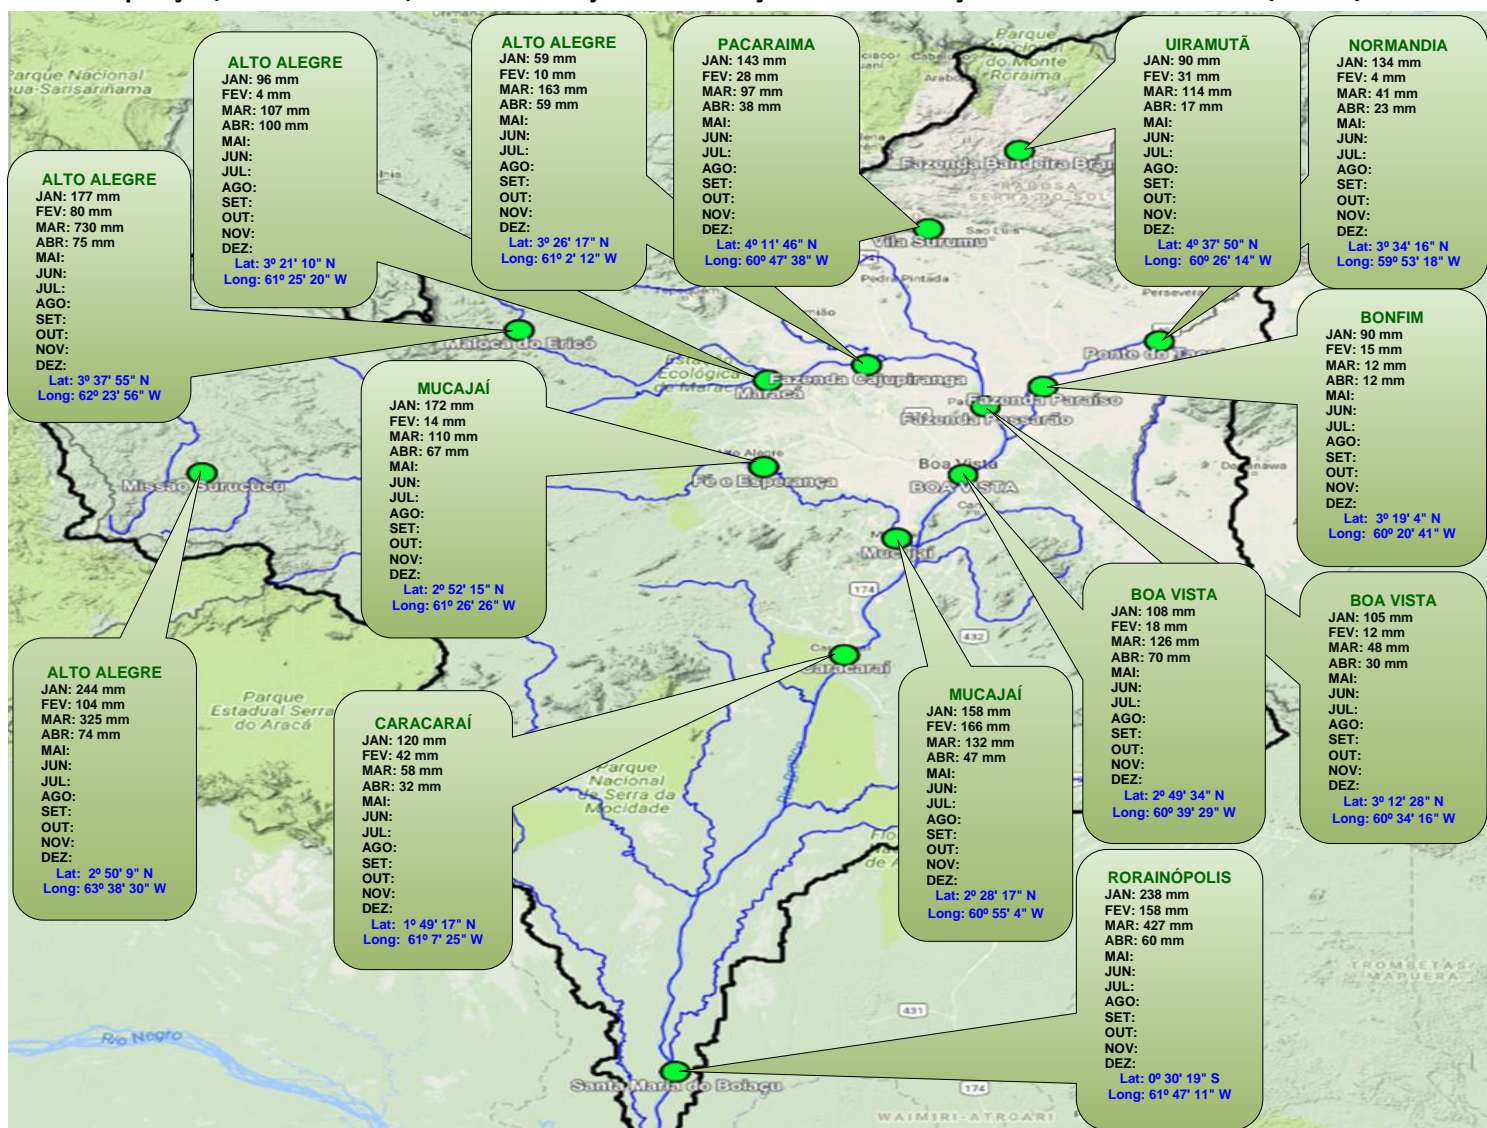 ALTO ALEGRE
JAN: 96 mm
FEV: 4 mm
MAR: 107 mm
ABR: 100 mm
MAI:
JUN:
JUL:
AGO:
SET:
OUT:
NOV:
DEZ:
Lat: 3º 21' 10" N
Long: 61º 25' 20" W
ALTO ALEGRE
JAN: 59 mm
FEV: 10 mm
MAR: 163 mm
ABR: 59 mm
MAI:
JUN:
JUL:
AGO:
SET:
OUT:
NOV:
DEZ:
Lat: 3º 26' 17" N
Long: 61º 2' 12" W
PACARAIMA
JAN: 143 mm
FEV: 28 mm
MAR: 97 mm
ABR: 38 mm
MAI:
JUN:
JUL:
AGO:
SET:
OUT:
NOV:
DEZ:
Lat: 4º 11' 46" N
Long: 60º 47' 38" W
UIRAMUTÃ
JAN: 90 mm
FEV: 31 mm
MAR: 114 mm
ABR: 17 mm
MAI:
JUN:
JUL:
AGO:
SET:
OUT:
NOV:
DEZ:
Lat: 4º 37' 50" N
Long: 60º 26' 14" W
NORMANDIA
JAN: 134 mm
FEV: 4 mm
MAR: 41 mm
ABR: 23 mm
MAI:
JUN:
JUL:
AGO:
SET:
OUT:
NOV:
DEZ:
Lat: 3º 34' 16" N
Long: 59º 53' 18" W
ALTO ALEGRE
JAN: 177 mm
FEV: 80 mm
MAR: 730 mm
ABR: 75 mm
MAI:
JUN:
JUL:
AGO:
SET:
OUT:
NOV:
DEZ:
Lat: 3º 37' 55" N
Long: 62º 23' 56" W
MUCAJAÍ
JAN: 172 mm
FEV: 14 mm
MAR: 110 mm
ABR: 67 mm
MAI:
JUN:
JUL:
AGO:
SET:
OUT:
NOV:
DEZ:
Lat: 2º 52' 15" N
Long: 61º 26' 26" W
BONFIM
JAN: 90 mm
FEV: 15 mm
MAR: 12 mm
ABR: 12 mm
MAI:
JUN:
JUL:
AGO:
SET:
OUT:
NOV:
DEZ:
Lat: 3º 19' 4" N
Long: 60º 20' 41" W
ALTO ALEGRE
JAN: 244 mm
FEV: 104 mm
MAR: 325 mm
ABR: 74 mm
MAI:
JUN:
JUL:
AGO:
SET:
OUT:
NOV:
DEZ:
Lat: 2º 50' 9" N
Long: 63º 38' 30" W
CARACARAÍ
JAN: 120 mm
FEV: 42 mm
MAR: 58 mm
ABR: 32 mm
MAI:
JUN:
JUL:
AGO:
SET:
OUT:
NOV:
DEZ:
Lat: 1º 49' 17" N
Long: 61º 7' 25" W
MUCAJAÍ
JAN: 158 mm
FEV: 166 mm
MAR: 132 mm
ABR: 47 mm
MAI:
JUN:
JUL:
AGO:
SET:
OUT:
NOV:
DEZ:
Lat: 2º 28' 17" N
Long: 60º 55' 4" W
BOA VISTA
JAN: 108 mm
FEV: 18 mm
MAR: 126 mm
ABR: 70 mm
MAI:
JUN:
JUL:
AGO:
SET:
OUT:
NOV:
DEZ:
Lat: 2º 49' 34" N
Long: 60º 39' 29" W
BOA VISTA
JAN: 105 mm
FEV: 12 mm
MAR: 48 mm
ABR: 30 mm
MAI:
JUN:
JUL:
AGO:
SET:
OUT:
NOV:
DEZ:
Lat: 3º 12' 28" N
Long: 60º 34' 16" W
RORAINÓPOLIS
JAN: 238 mm
FEV: 158 mm
MAR: 427 mm
ABR: 60 mm
MAI:
JUN:
JUL:
AGO:
SET:
OUT:
NOV:
DEZ:
Lat: 0º 30' 19" S
Long: 61º 47' 11" W
Parque
do Monte
Roraima
Parque Nacional
Fazenda Bandeira
Vila Surumu
Sao Luis
Pedra Pintada
Maloca do Ericó
Ecológica
de Maracá
Maracá
Fazenda Cajupiranga
Ponte do
Fazenda Paraíso
Fazenda Passarão
Missão Surucucu
Fé e Esperança
Boa Vista
BOA VISTA
Mucajaí
174
432
Caracaraí
Parque
Estadual Serra
do Aracá
Parque
Nacional
da Serra da
Mocidade
Rio Branco
Rio Negro
431
174
Santa Maria do Boiaçu
TROMBETAS/
MAPUERA
WAIMIRI-ATROARI